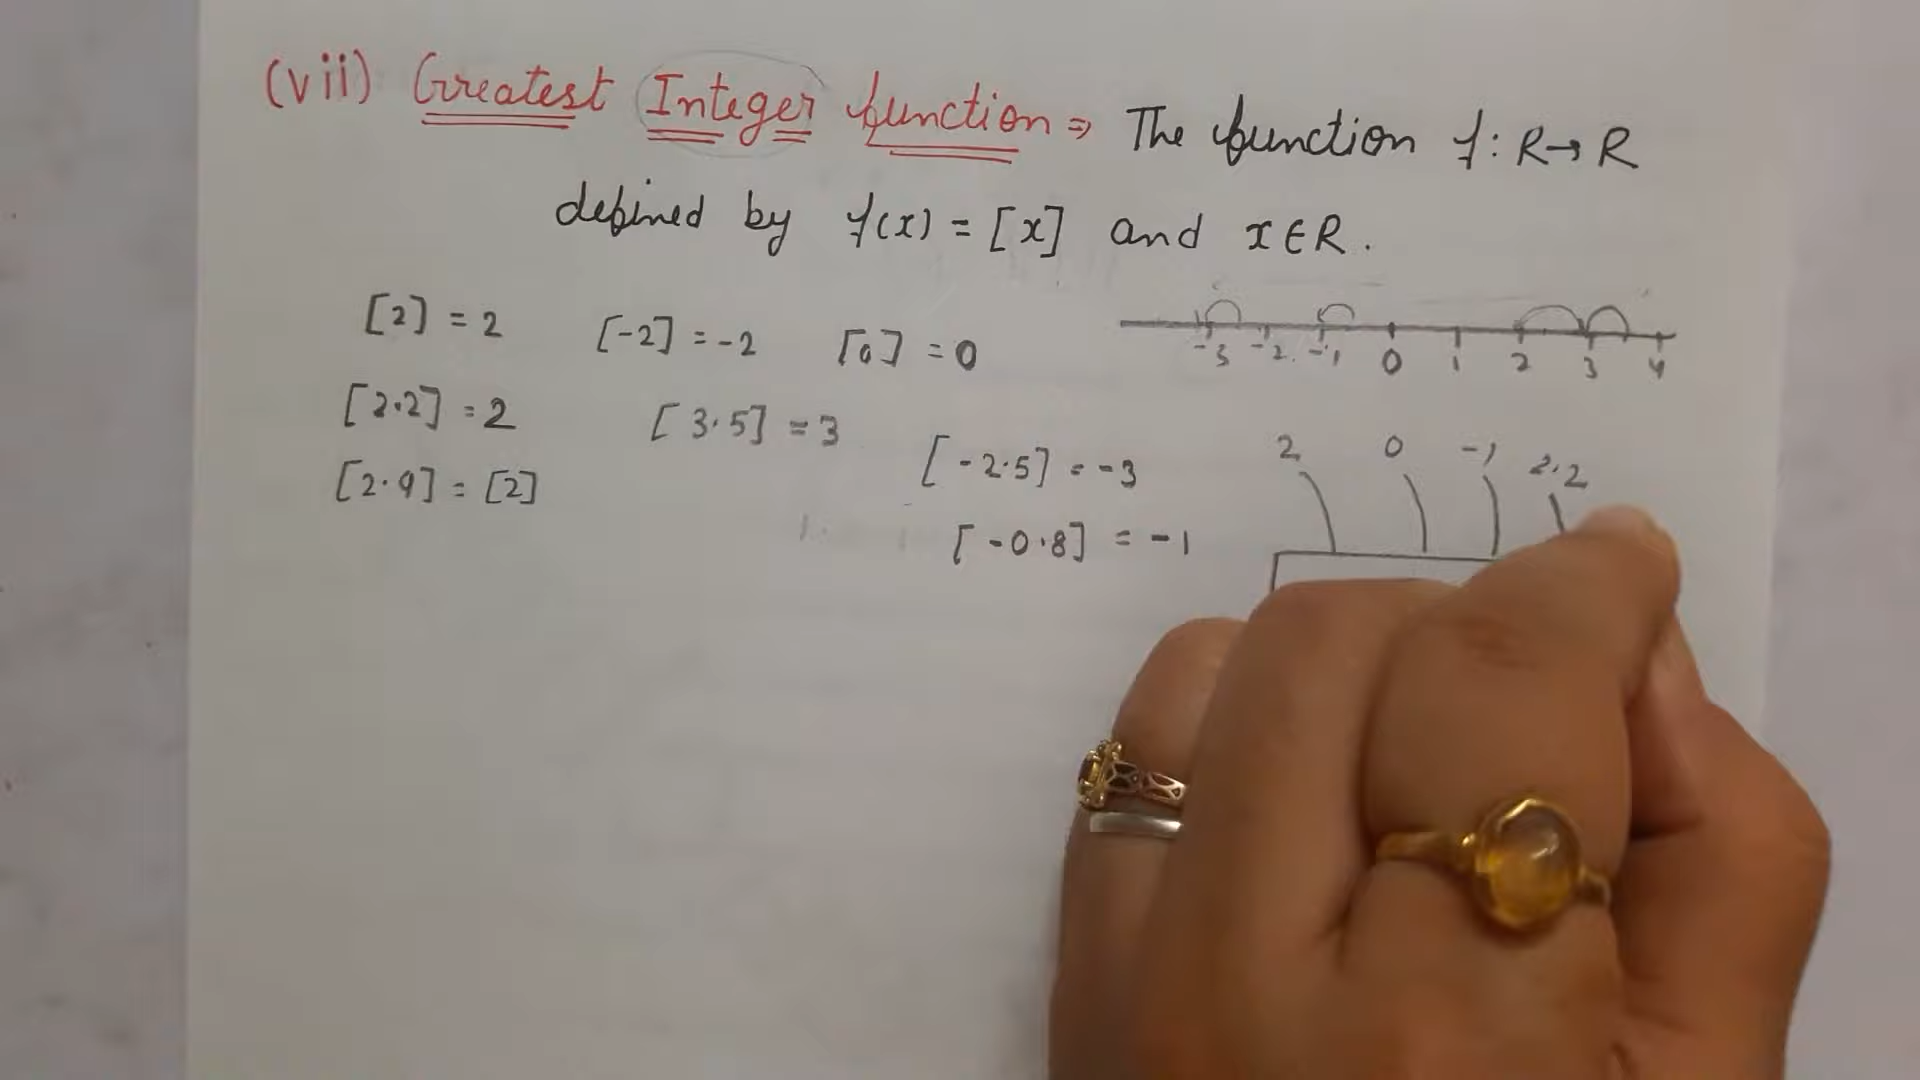 (vii) Greatest Integer function ⇒ The function f: R→R
defined by f(x) = [x] and x∈R.
[2] = 2 [-2] = -2 [0] = 0
-3 -2 -1 0 1 2 3 4
[2.2] = 2 [3.5] = 3
[-2.5] = -3
2 0 -1 2.2
[2.9] = [2]
[-0.8] = -1